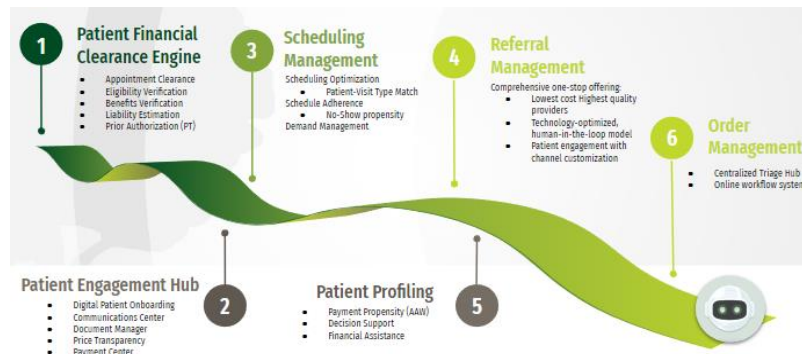 1
Patient Financial
Clearance Engine
Appointment Clearance
Eligibility Verification
Benefits Verification
Liability Estimation
Prior Authorization (PT)
2
Patient Engagement Hub
Digital Patient Onboarding
Communications Center
Document Manager
Price Transparency
Payment Center
3
Scheduling
Management
Scheduling Optimization
Patient-Visit Type Match
Schedule Adherence
No-Show propensity
Demand Management
4
Referral
Management
Comprehensive one-stop offering:
Lowest cost Highest quality
providers
Technology-optimized,
human-in-the-loop model
Patient engagement with
channel customization
5
Patient Profiling
Payment Propensity (AAW)
Decision Support
Financial Assistance
6
Order
Management
Centralized Triage Hub
Online workflow system